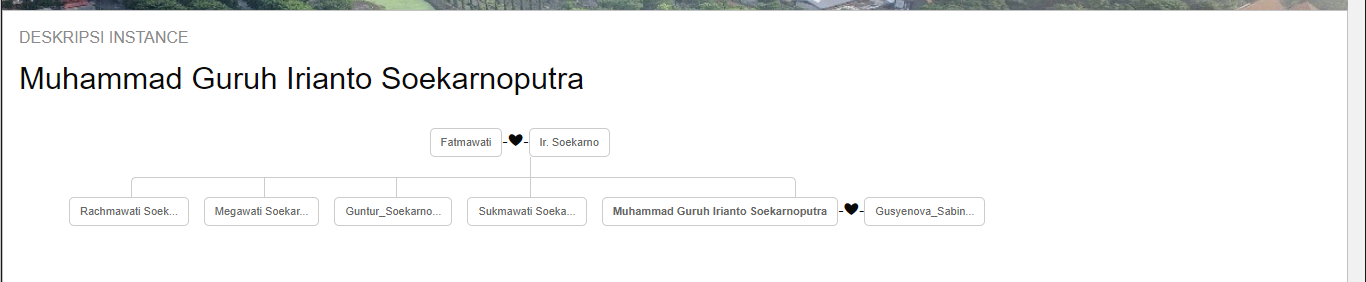 DESKRIPSI INSTANCE
Muhammad Guruh Irianto Soekarnoputra
Fatmawati - - Ir. Soekarno
Rachmawati Soek... Megawati Soekar... Guntur_Soekarno... Sukmawati Soeka... Muhammad Guruh Irianto Soekarnoputra - - Gusyenova_Sabin...